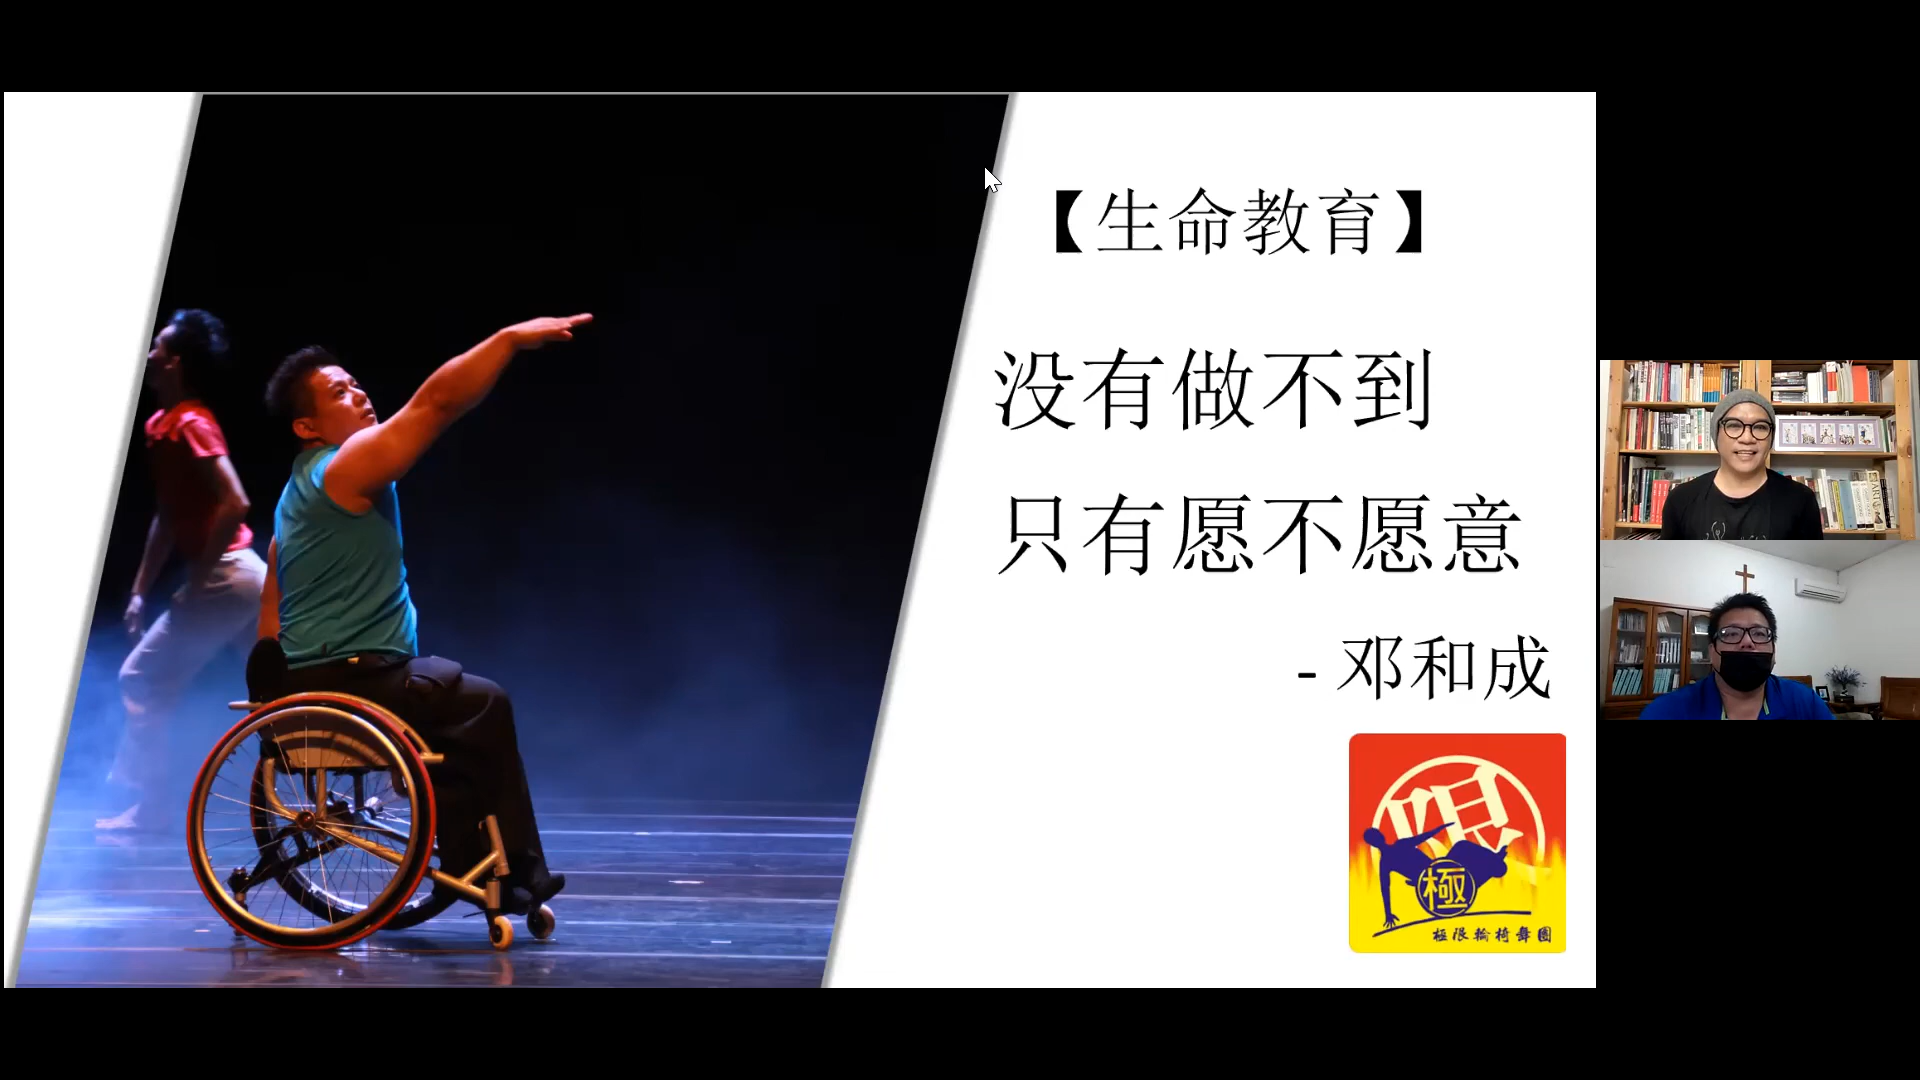 【生命教育】
没有做不到
只有愿不愿意
- 邓和成
限
極
極限輪椅舞團